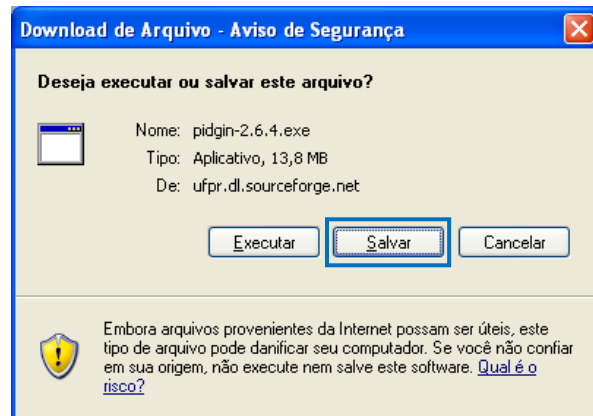 Download de Arquivo - Aviso de Segurança
Deseja executar ou salvar este arquivo?
Nome: pidgin-2.6.4.exe
Tipo: Aplicativo, 13,8 MB
De: ufpr.dl.sourceforge.net
Executar Salvar Cancelar
Embora arquivos provenientes da Internet possam ser úteis, este
tipo de arquivo pode danificar seu computador. Se você não confiar
em sua origem, não execute nem salve este software. Qual é o
risco?